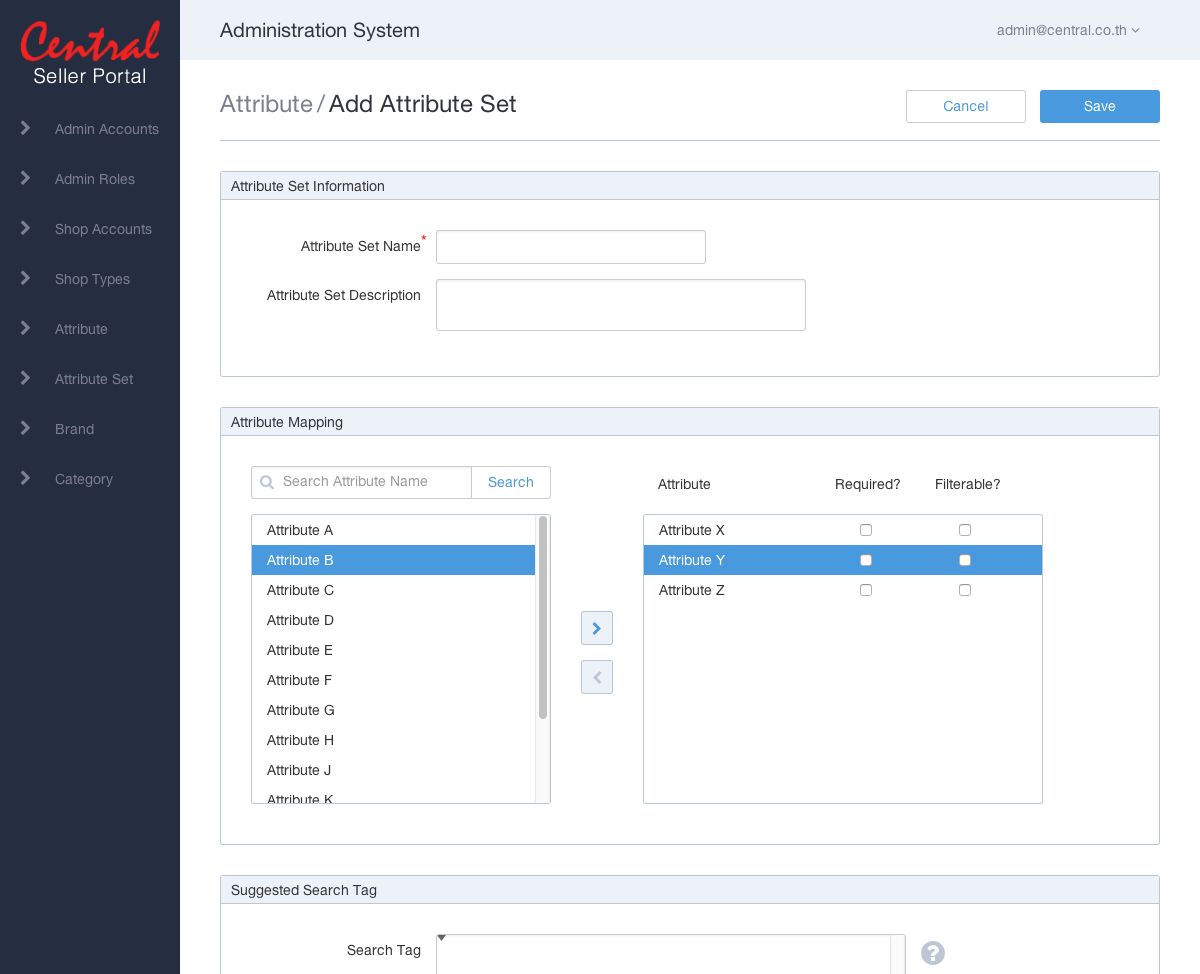 Central
Seller Portal
Admin Accounts
Admin Roles
Shop Accounts
Shop Types
Attribute
Attribute Set
Brand
Category
Administration System
admin@central.co.th
Attribute / Add Attribute Set
Cancel
Save
Attribute Set Information
Attribute Set Name*
Attribute Set Description
Attribute Mapping
Search Attribute Name
Search
Attribute A
Attribute B
Attribute C
Attribute D
Attribute E
Attribute F
Attribute G
Attribute H
Attribute J
Attribute K
Attribute Required? Filterable?
Attribute X
Attribute Y
Attribute Z
Suggested Search Tag
Search Tag
?